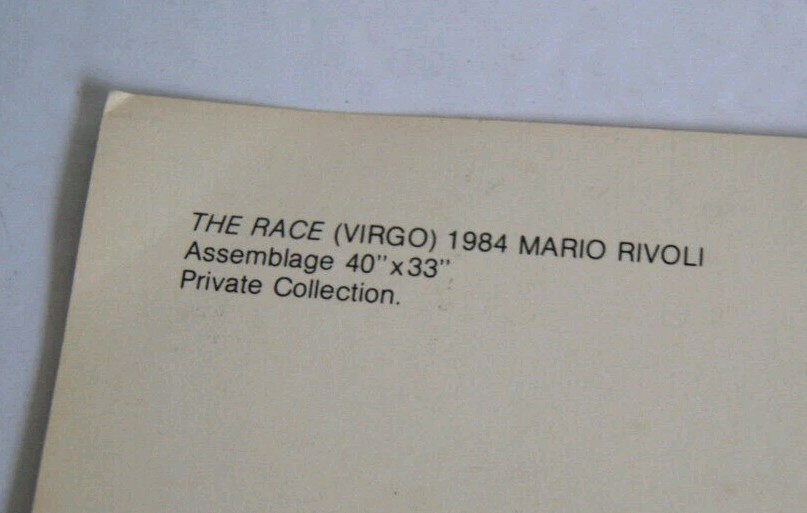 THE RACE (VIRGO) 1984 MARIO RIVOLI
Assemblage 40"x33"
Private Collection.